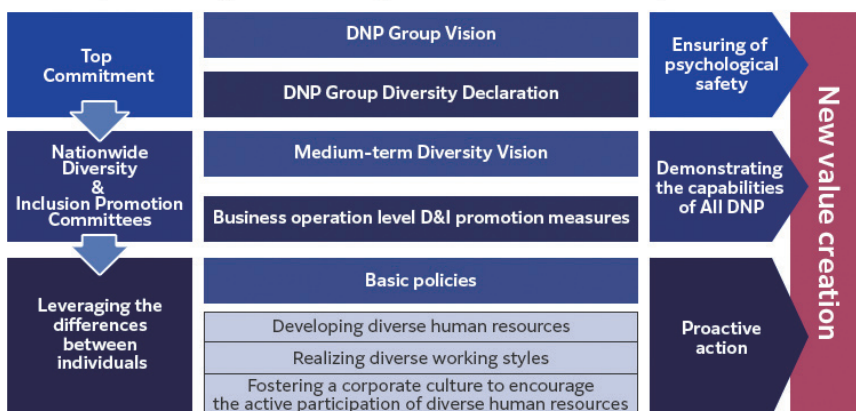 Top
Commitment
DNP Group Vision
DNP Group Diversity Declaration
Ensuring of
psychological
safety
Nationwide
Diversity
&
Inclusion Promotion
Committees
Medium-term Diversity Vision
Business operation level D&I promotion measures
Demonstrating
the capabilities
of All DNP
Leveraging the
differences
between
individuals
Basic policies
Developing diverse human resources
Realizing diverse working styles
Fostering a corporate culture to encourage
the active participation of diverse human resources
Proactive
action
New value creation